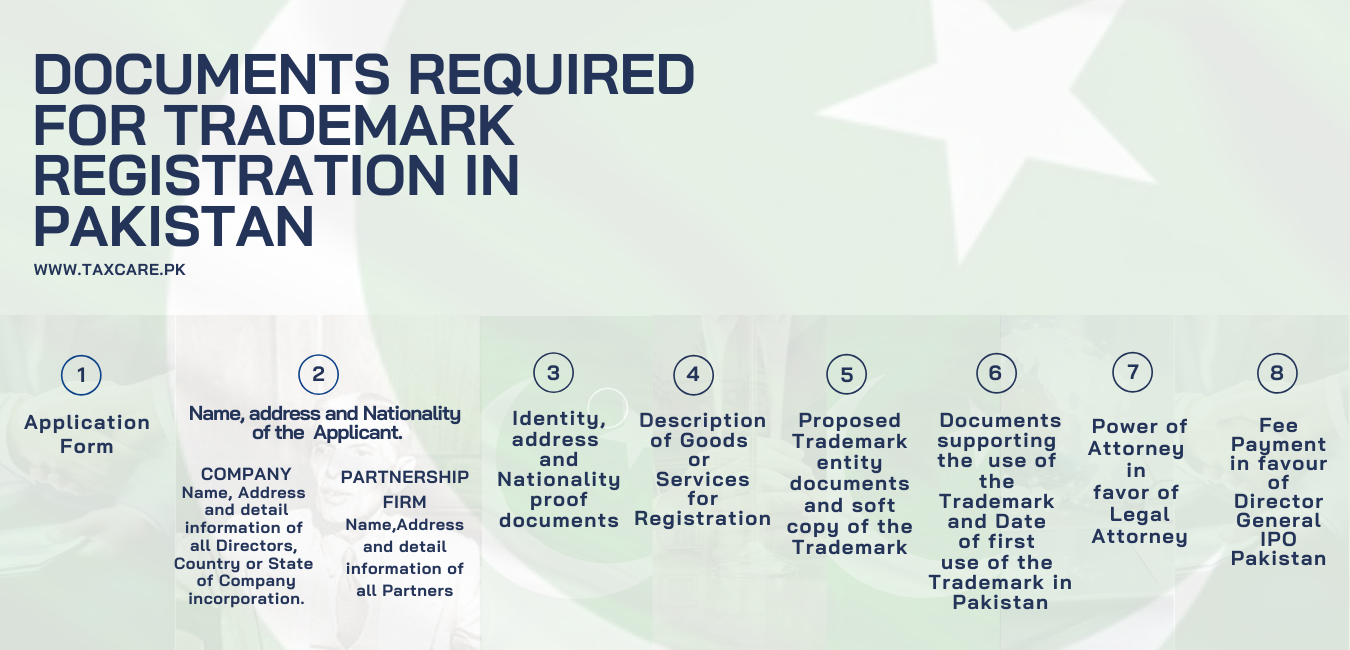 DOCUMENTS REQUIRED
FOR TRADEMARK
REGISTRATION IN
PAKISTAN
WWW.TAXCARE.PK
1
Application
Form
2
Name, address and Nationality
of the Applicant.
COMPANY
Name, Address
and detail
information of
all Directors,
Country or State
of Company
incorporation.
PARTNERSHIP
FIRM
Name,Address
and detail
information of
all Partners
3
Identity,
address
and
Nationality
proof
documents
4
Description
of Goods
or
Services
for
Registration
5
Proposed
Trademark
entity
documents
and soft
copy of the
Trademark
6
Documents
supporting
the use of
the
Trademark
and Date
of first
use of the
Trademark in
Pakistan
7
Power of
Attorney
in
favor of
Legal
Attorney
8
Fee
Payment
in favour
of
Director
General
IPO
Pakistan